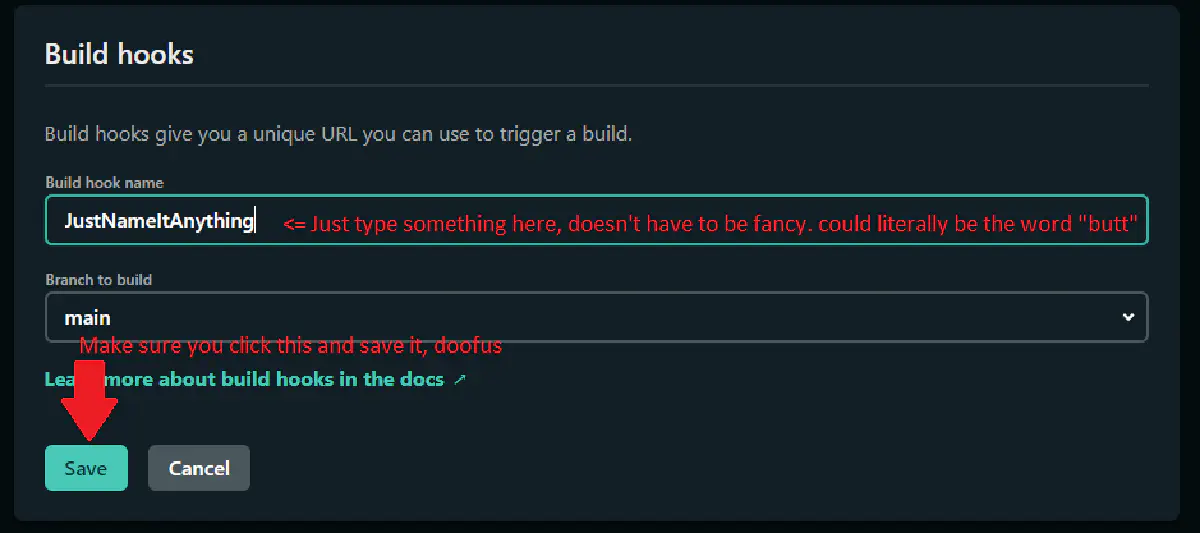 Build hooks
Build hooks give you a unique URL you can use to trigger a build.
Build hook name
JustNameItAnything <= Just type something here, doesn't have to be fancy. could literally be the word "butt"
Branch to build
main
Make sure you click this and save it, doofus
more about build hooks in the docs ↗
Save Cancel